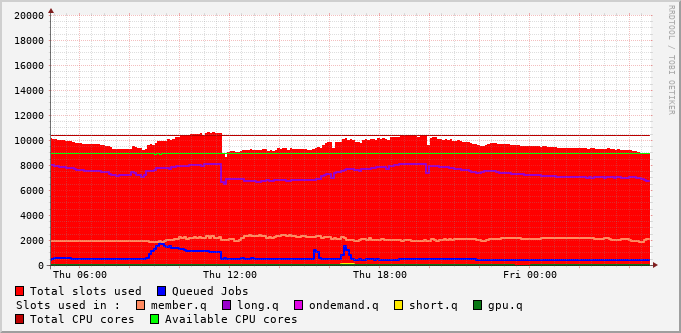 20000
18000
16000
14000
12000
10000
8000
6000
4000
2000
0
Thu 06:00 Thu 12:00 Thu 18:00 Fri 00:00
Total slots used Queued Jobs
Slots used in : member.q long.q ondemand.q short.q gpu.q
Total CPU cores Available CPU cores
RRDTOOL / TOBI OETIKER